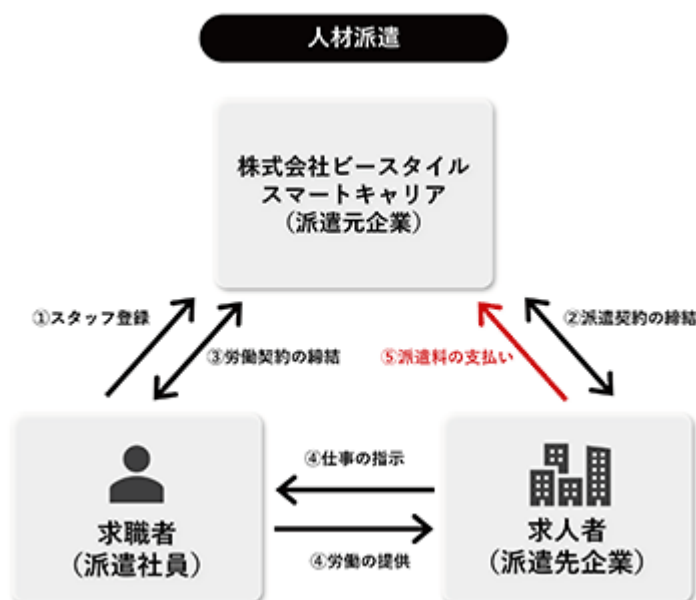 人材派遣
株式会社ビースタイル
スマートキャリア
（派遣元企業）
①スタッフ登録
②派遣契約の締結
③労働契約の締結
⑤派遣料の支払い
④仕事の指示
④労働の提供
求職者
（派遣社員）
求人者
（派遣先企業）